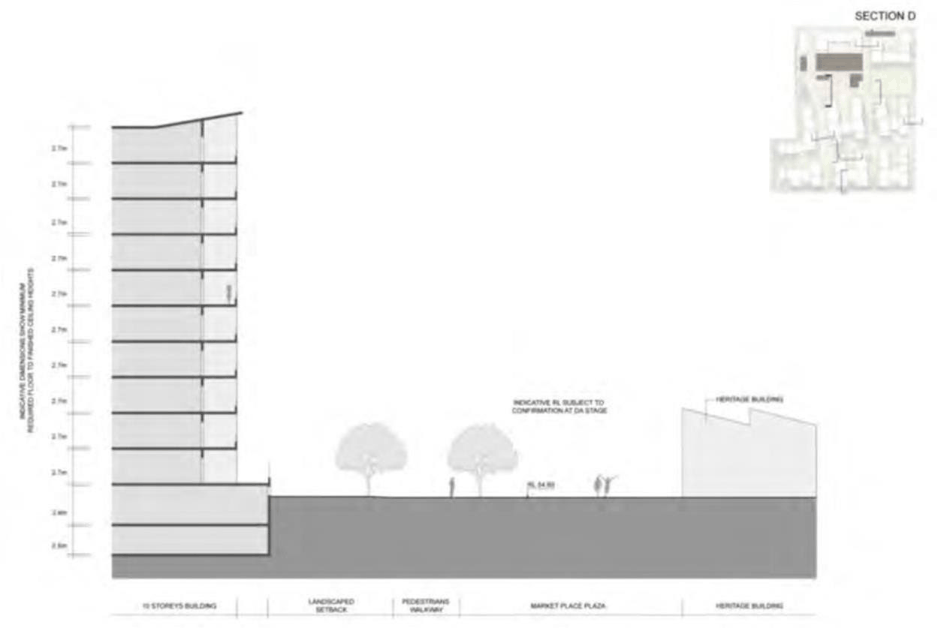 SECTION D
2.7m
2.7m
2.7m
2.7m
2.7m
2.7m
2.7m
2.7m
2.7m
2.7m
INDICATIVE DIMENSIONS SHOW MINIMUM
REQUIRED FLOOR TO FINISHED CEILING HEIGHTS
INDICATIVE RL SUBJECT TO
CONFIRMATION AT DA STAGE
HERITAGE BUILDING
RL
10 STOREYS BUILDING
LANDSCAPED
SETBACK
PEDESTRIANS
WALKWAY
MARKET PLACE PLAZA
HERITAGE BUILDING